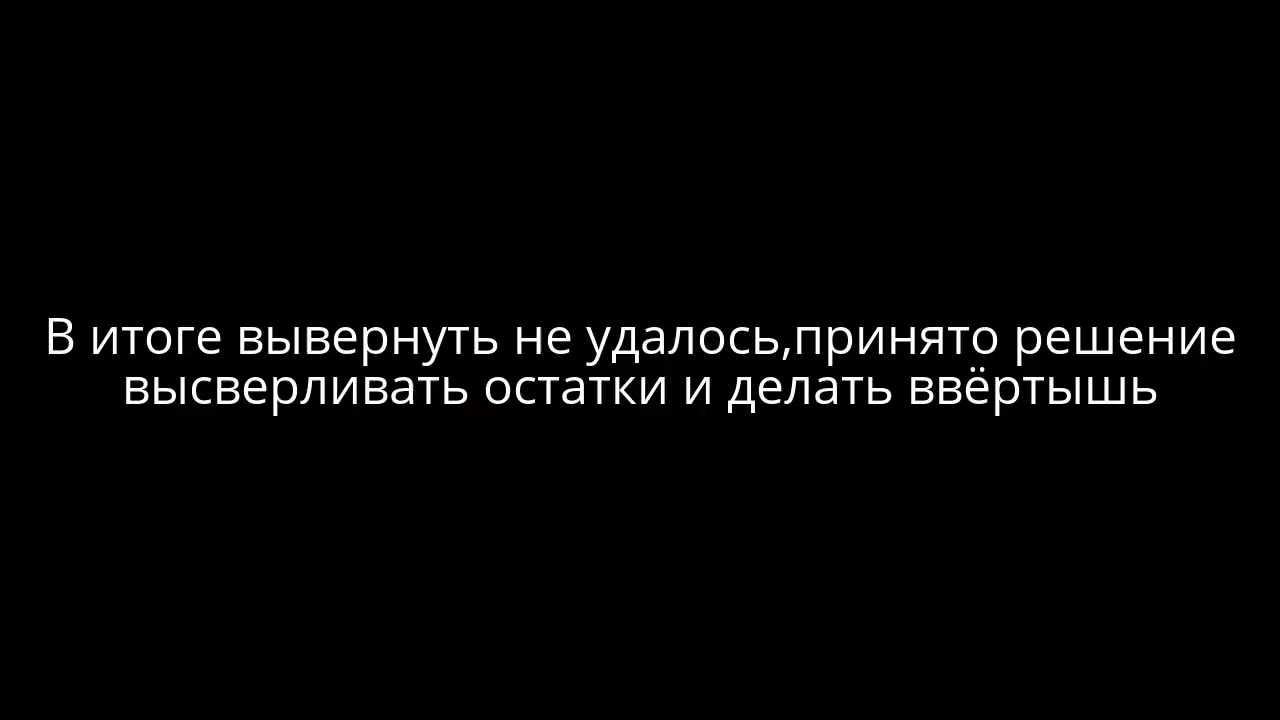 В итоге вывернуть не удалось,принято решение
высверливать остатки и делать ввёртышь